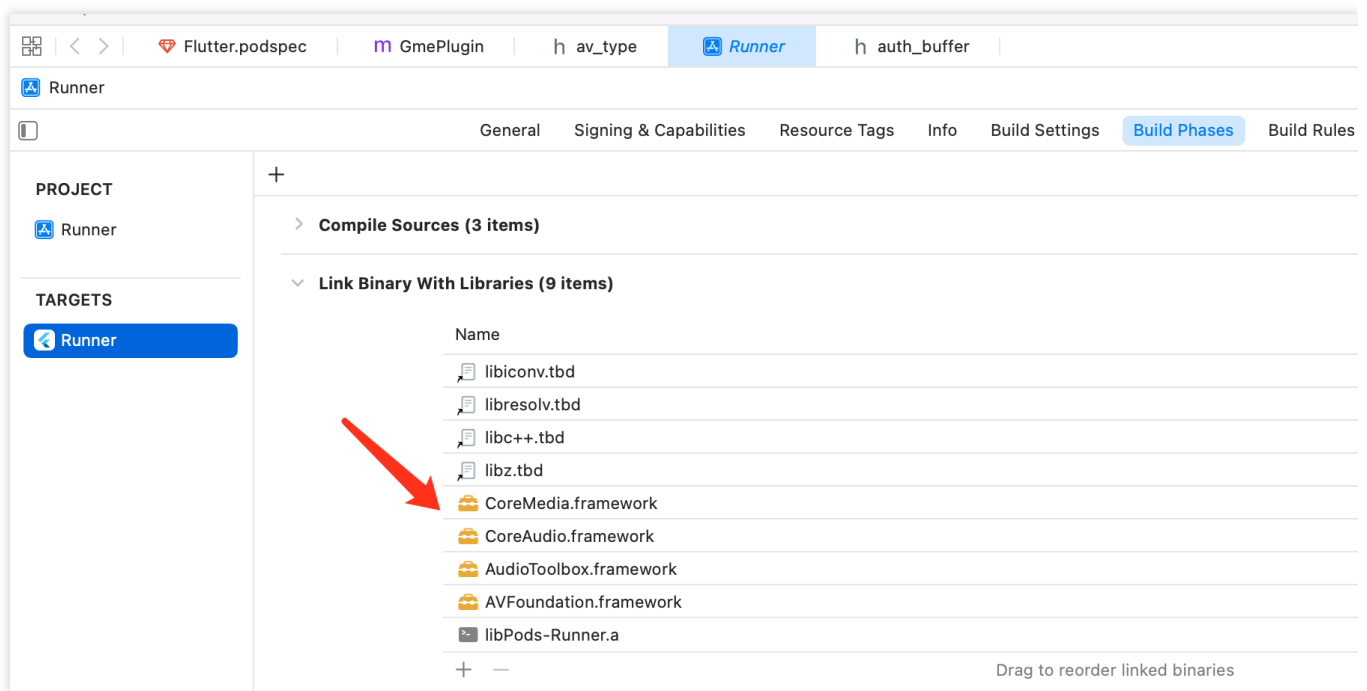 Flutter.podspec
m GmePlugin
h av_type
Runner
h auth_buffer
Runner
General Signing & Capabilities Resource Tags Info Build Settings Build Phases Build Rules
PROJECT
Runner
TARGETS
Runner
Compile Sources (3 items)
Link Binary With Libraries (9 items)
Name
libiconv.tbd
libresolv.tbd
libc++.tbd
libz.tbd
CoreMedia.framework
CoreAudio.framework
AudioToolbox.framework
AVFoundation.framework
libPods-Runner.a
Drag to reorder linked binaries